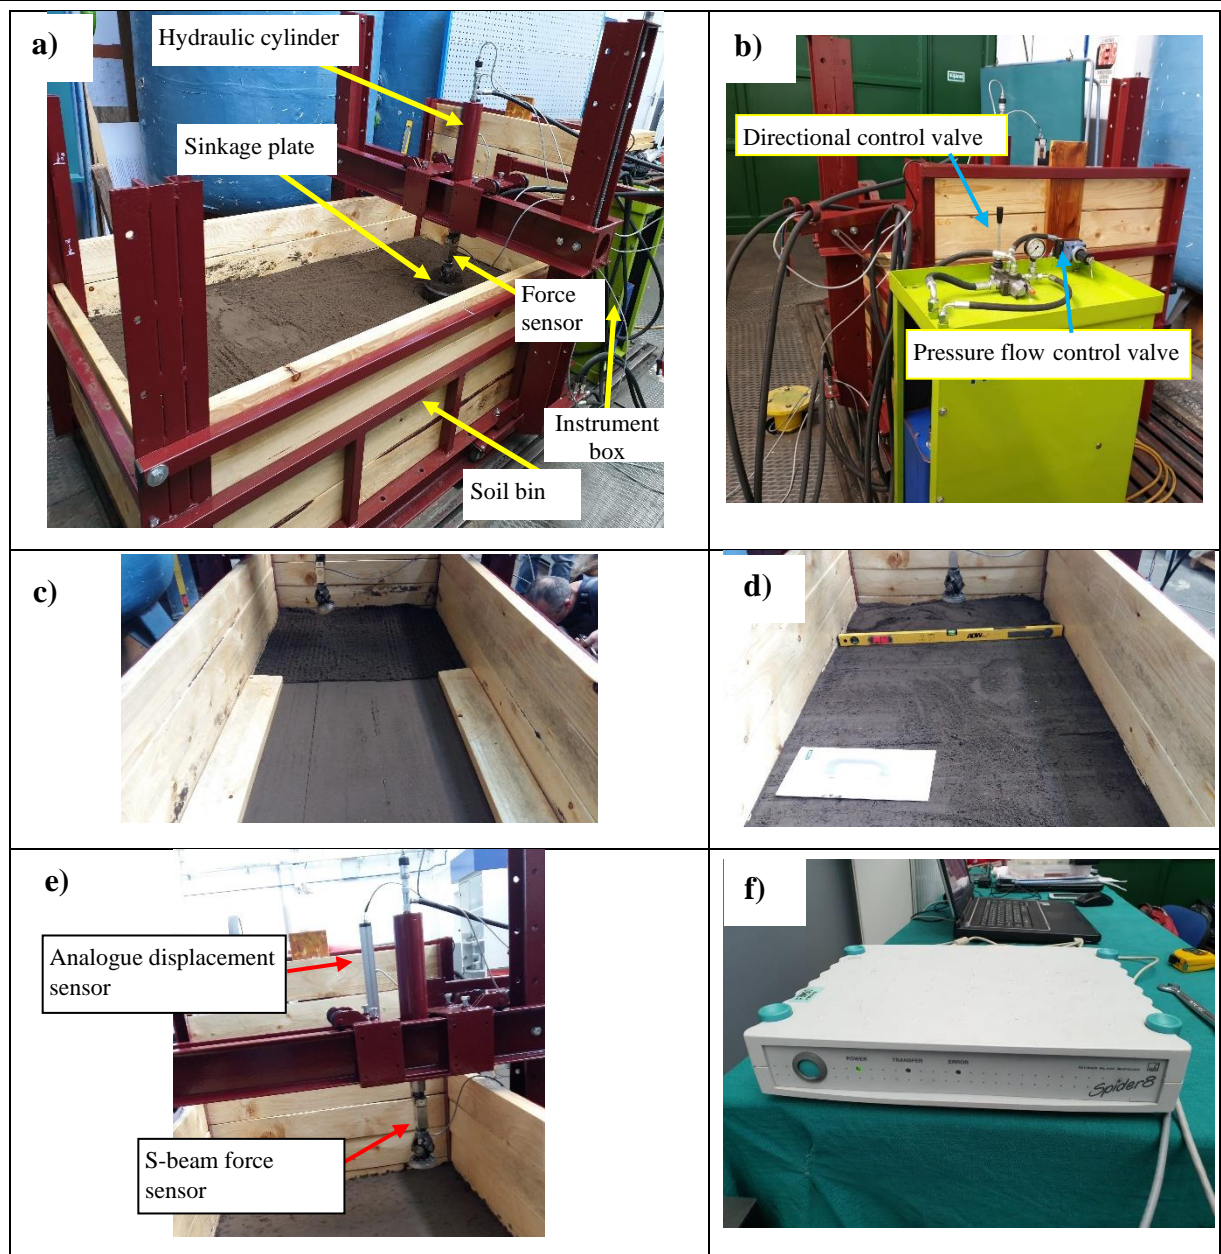 a)
Hydraulic cylinder
Sinkage plate
Force
sensor
Instrument
box
Soil bin
b)
Directional control valve
Pressure flow control valve
c)
d)
e)
Analogue displacement
sensor
S-beam force
sensor
f)
POWER
TRANSFER
ERROR
Spider8